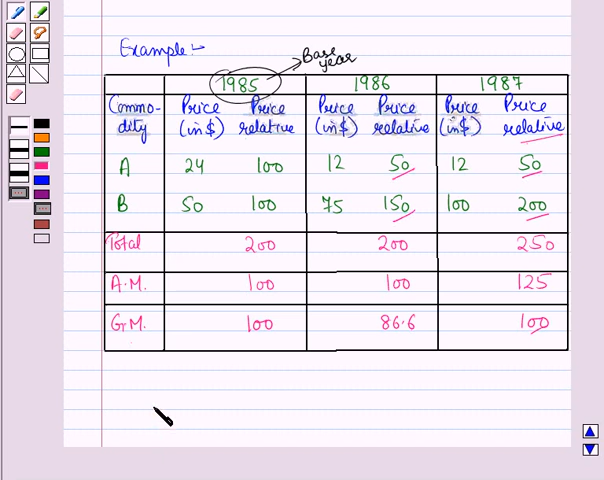 Example:-
Base year
1985 1986 1987
Commo-dity Price (in $) Price relative Price (in $) Price relative Price (in $) Price relative
A 24 100 12 50 12 50
B 50 100 75 150 100 200
Total 200 200 250
A.M. 100 100 125
G.M. 100 86.6 100